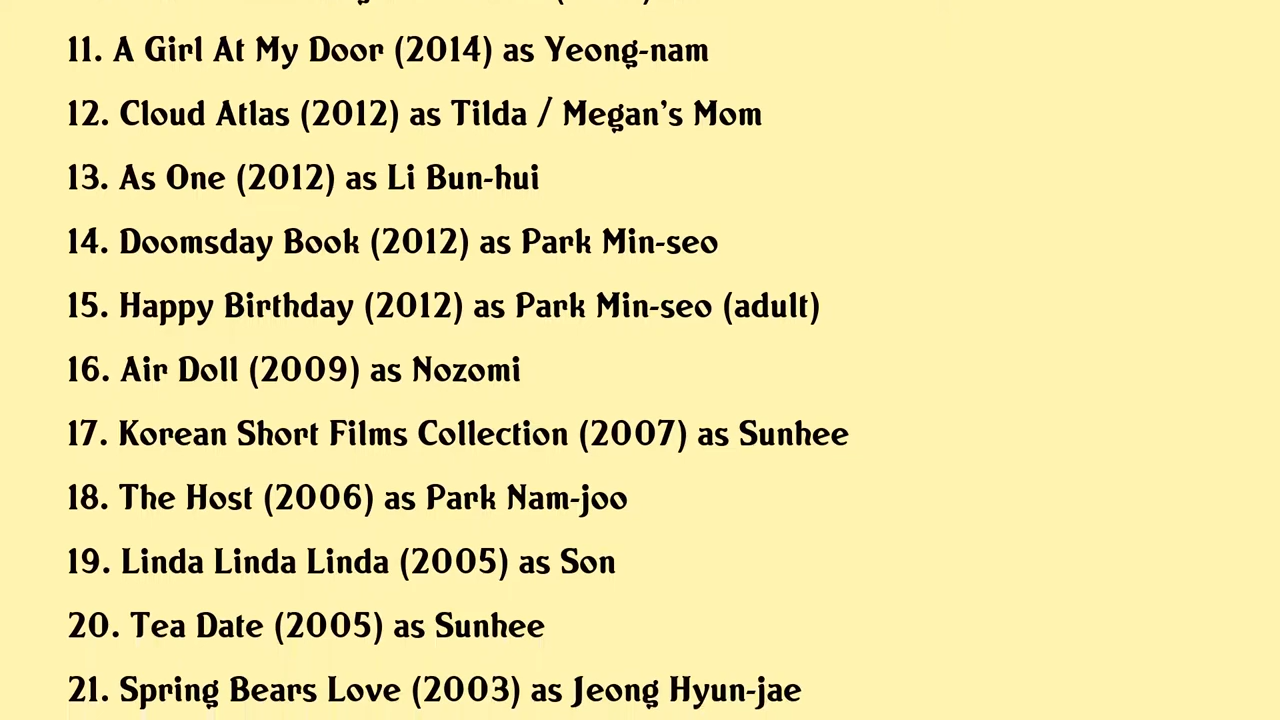 11. A Girl At My Door (2014) as Yeong-nam
12. Cloud Atlas (2012) as Tilda / Megan's Mom
13. As One (2012) as Li Bun-hui
14. Doomsday Book (2012) as Park Min-seo
15. Happy Birthday (2012) as Park Min-seo (adult)
16. Air Doll (2009) as Nozomi
17. Korean Short Films Collection (2007) as Sunhee
18. The Host (2006) as Park Nam-joo
19. Linda Linda Linda (2005) as Son
20. Tea Date (2005) as Sunhee
21. Spring Bears Love (2003) as Jeong Hyun-jae